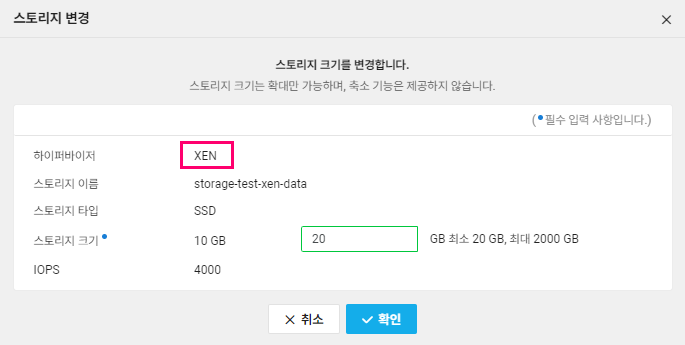 스토리지 변경
스토리지 크기를 변경합니다.
스토리지 크기는 확대만 가능하며, 축소 기능은 제공하지 않습니다.
(•필수 입력 사항입니다.)
하이퍼바이저 XEN
스토리지 이름 storage-test-xen-data
스토리지 타입 SSD
스토리지 크기• 10 GB 20 GB 최소 20 GB, 최대 2000 GB
IOPS 4000
취소 확인